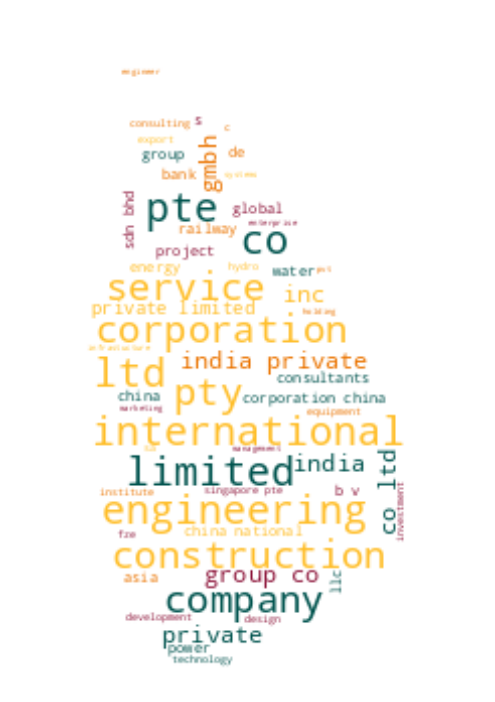 engineer
consulting s
c
export
group
gmbh
de
bank
systems
sdn bhd
pte
global
enterprise
railway
co
project
energy
hydro
water
service
inc
private limited
holding
corporation
infrastructure
india private
ltd
pty
consultants
china
corporation china
marketing
equipment
international
management
limited
india
co ltd
institute
singapore pte
b v
investment
engineering
fze
china national
construction
asia
group co
llc
company
development
design
private
power
technology